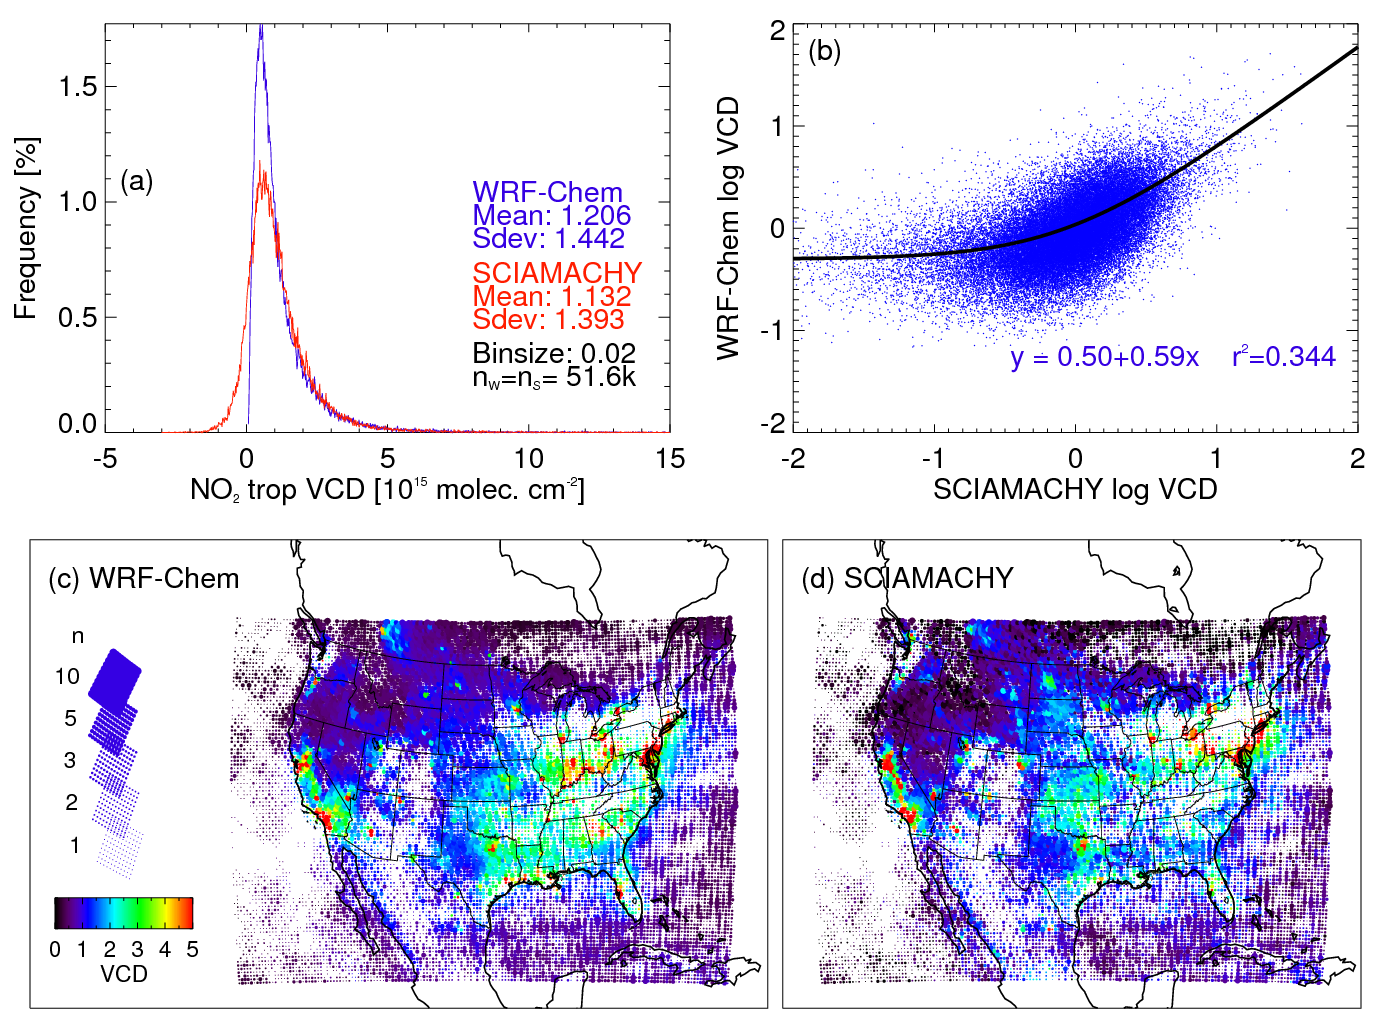 1.5
1.0
0.5
0.0
Frequency [%]
(a)
WRF-Chem
Mean: 1.206
Sdev: 1.442
SCIAMACHY
Mean: 1.132
Sdev: 1.393
Binsize: 0.02
n_w=n_s= 51.6k
-5 0 5 10 15
NO₂ trop VCD [10¹⁵ molec. cm⁻²]
2
1
0
-1
-2
WRF-Chem log VCD
(b)
y = 0.50+0.59x r²=0.344
-2 -1 0 1 2
SCIAMACHY log VCD
(c) WRF-Chem
n
10
5
3
2
1
0 1 2 3 4 5
VCD
(d) SCIAMACHY